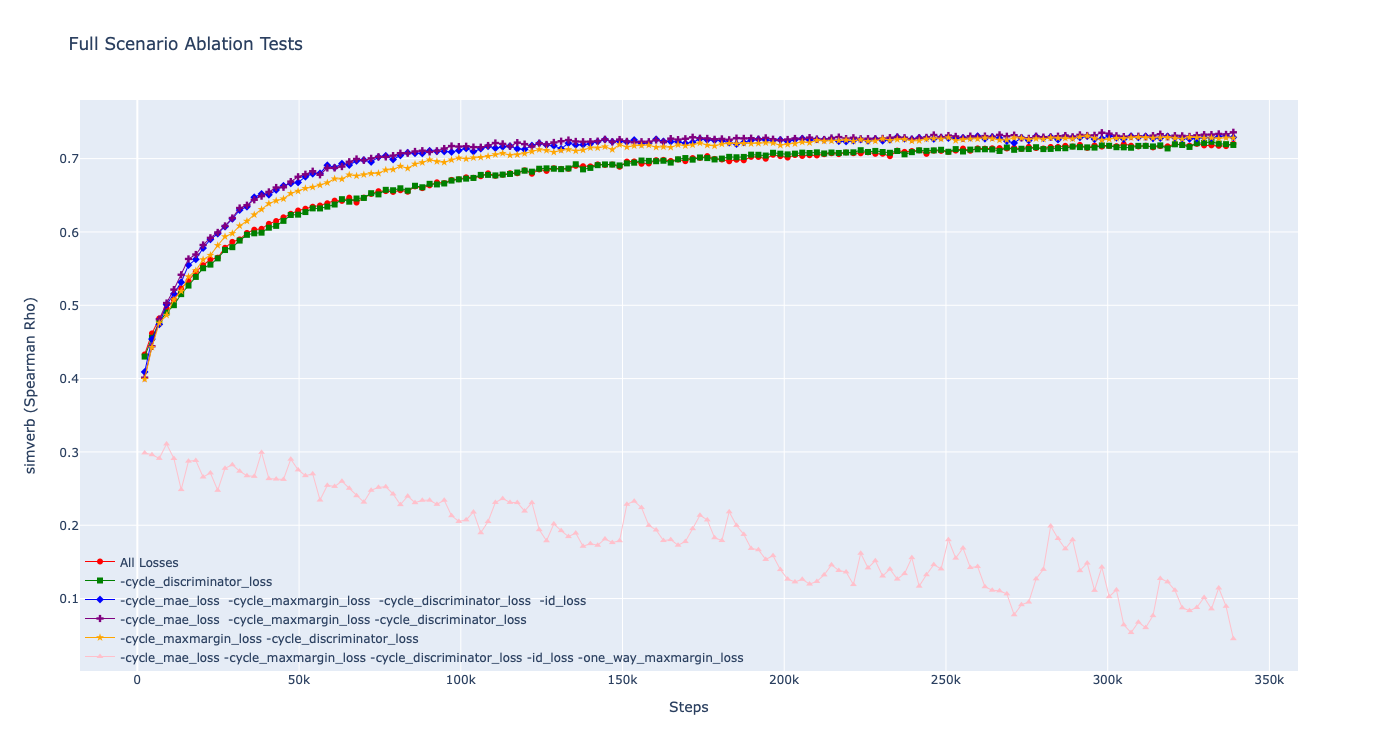 Full Scenario Ablation Tests
simverb (Spearman Rho)
0.7
0.6
0.5
0.4
0.3
0.2
0.1
All Losses
-cycle_discriminator_loss
-cycle_mae_loss -cycle_maxmargin_loss -cycle_discriminator_loss -id_loss
-cycle_mae_loss -cycle_maxmargin_loss -cycle_discriminator_loss
-cycle_maxmargin_loss -cycle_discriminator_loss
-cycle_mae_loss -cycle_maxmargin_loss -cycle_discriminator_loss -id_loss -one_way_maxmargin_loss
0 50k 100k 150k 200k 250k 300k 350k
Steps